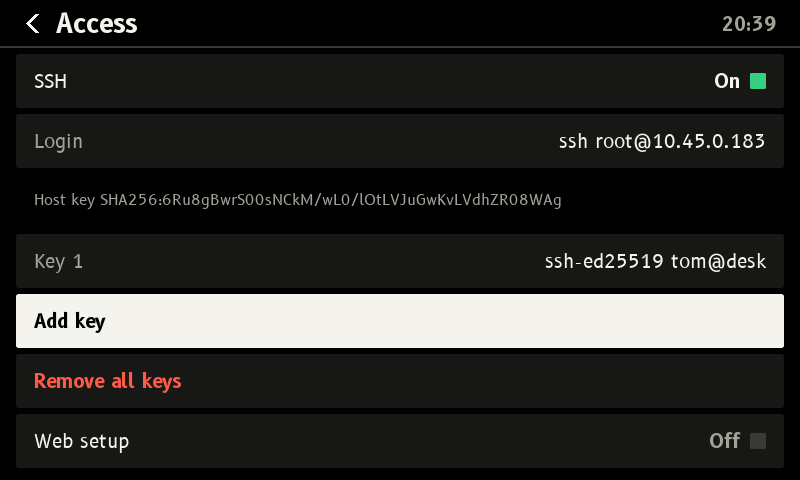 Access
20:39
SSH On
Login ssh root@10.45.0.183
Host key SHA256:6Ru8gBwrS00sNCkM/wL0/lOtLVJuGwKvLVdhZR08WAg
Key 1 ssh-ed25519 tom@desk
Add key
Remove all keys
Web setup Off